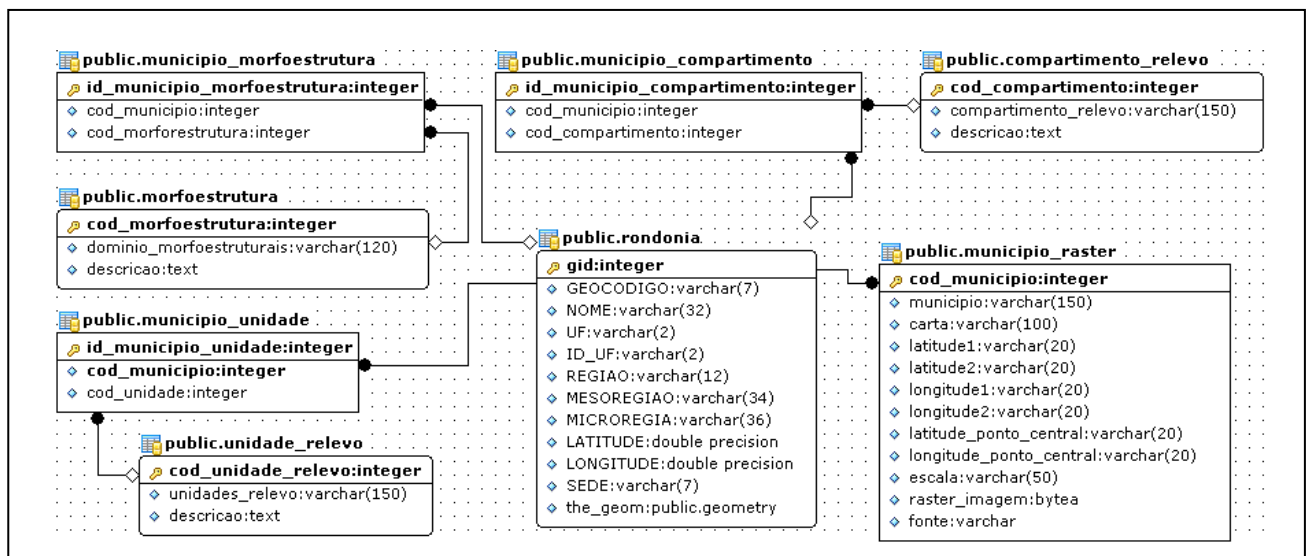 public.municipio_morfoestrutura
id_municipio_morfoestrutura:integer
cod_municipio:integer
cod_morforestrutura:integer
public.municipio_compartimento
id_municipio_compartimento:integer
cod_municipio:integer
cod_compartimento:integer
public.compartimento_relevo
cod_compartimento:integer
compartimento_relevo:varchar(150)
descricao:text
public.morfoestrutura
cod_morfoestrutura:integer
dominio_morfoestruturais:varchar(120)
descricao:text
public.rondonia
gid:integer
GEOCODIGO:varchar(7)
NOME:varchar(32)
UF:varchar(2)
ID_UF:varchar(2)
REGIAO:varchar(12)
MESOREGIAO:varchar(34)
MICROREGIA:varchar(36)
LATITUDE:double precision
LONGITUDE:double precision
SEDE:varchar(7)
the_geom:public.geometry
public.municipio_raster
cod_municipio:integer
municipio:varchar(150)
carta:varchar(100)
latitude1:varchar(20)
latitude2:varchar(20)
longitude1:varchar(20)
longitude2:varchar(20)
latitude_ponto_central:varchar(20)
longitude_ponto_central:varchar(20)
escala:varchar(50)
raster_imagem:bytea
fonte:varchar
public.municipio_unidade
id_municipio_unidade:integer
cod_municipio:integer
cod_unidade:integer
public.unidade_relevo
cod_unidade_relevo:integer
unidades_relevo:varchar(150)
descricao:text